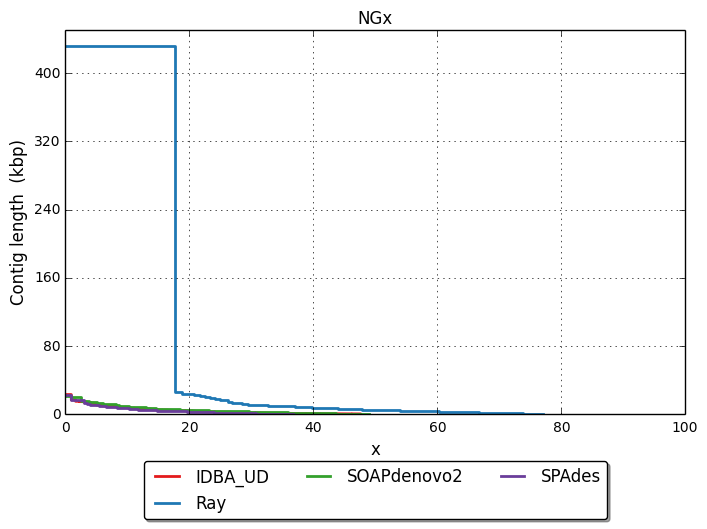 NGx
Contig length (kbp)
400
320
240
160
80
0
0 20 40 60 80 100
x
IDBA_UD SOAPdenovo2 SPAdes
Ray